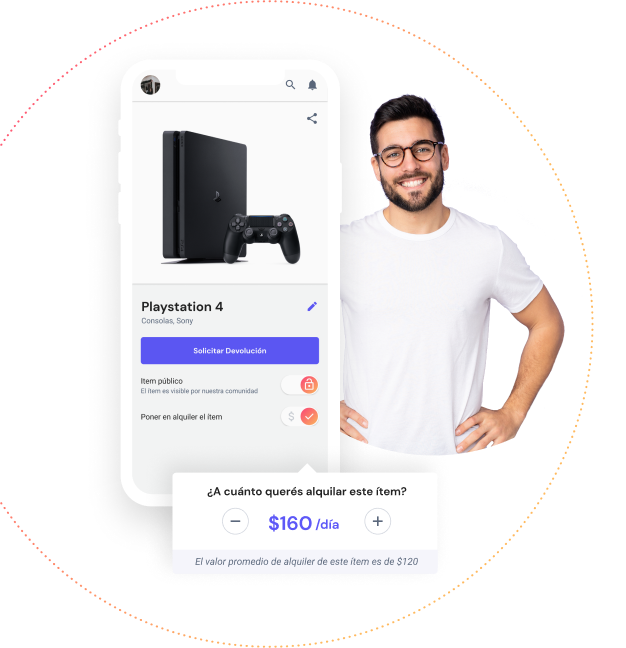 Playstation 4
Consolas, Sony
Solicitar Devolución
Item público
El ítem es visible por nuestra comunidad
Poner en alquiler el ítem
$
¿A cuánto querés alquilar este ítem?
− $160 /día +
El valor promedio de alquiler de este ítem es de $120